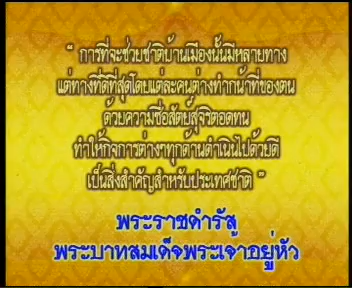 “ การที่จะช่วยชาติบ้านเมืองนั้นมีหลายทาง
แต่ทางที่ดีที่สุดโดยแต่ละคนต่างทำหน้าที่ของตน
ด้วยความซื่อสัตย์สุจริตอดทน
ทำให้กิจการต่างๆทุกด้านดำเนินไปด้วยดี
เป็นสิ่งสำคัญสำหรับประเทศชาติ ”
พระราชดำรัส
พระบาทสมเด็จพระเจ้าอยู่หัว